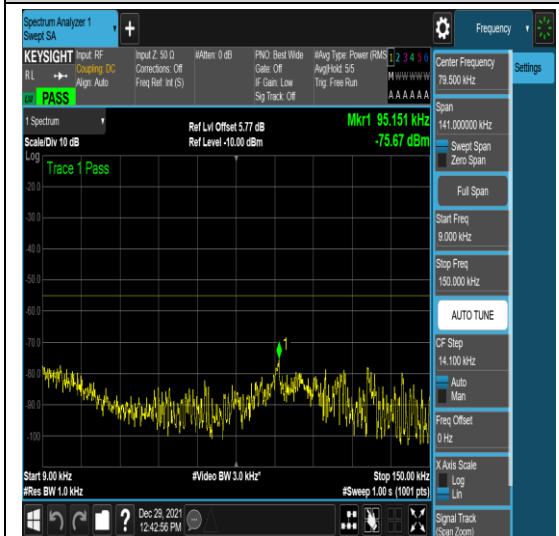 Spectrum Analyzer 1
Swept SA
+
Frequency
KEYSIGHT
RL
PASS
Input: RF
Coupling: DC
Align: Auto
Input Z: 50 Ω
Corrections: Off
Freq Ref: Int (S)
#Atten: 0 dB
PNO: Best Wide
Gate: Off
IF Gain: Low
Sig Track: Off
#Avg Type: Power (RMS
Avg|Hold: 5/5
Trig: Free Run
1 2 3 4 5 6
M W W W W W
A A A A A A
Center Frequency
79.500 kHz
Settings
Span
141.000000 kHz
Swept Span
Zero Span
Full Span
Start Freq
9.000 kHz
Stop Freq
150.000 kHz
AUTO TUNE
CF Step
14.100 kHz
Auto
Man
Freq Offset
0 Hz
X Axis Scale
Log
Lin
Signal Track
(Span Zoom)
1 Spectrum
Scale/Div 10 dB
Ref Lvl Offset 5.77 dB
Ref Level -10.00 dBm
Mkr1 95.151 kHz
-75.67 dBm
Log
Trace 1 Pass
-20.0
-30.0
-40.0
-50.0
-60.0
-70.0
-80.0
-90.0
-100
1
Start 9.00 kHz
#Res BW 1.0 kHz
#Video BW 3.0 kHz*
Stop 150.00 kHz
#Sweep 1.00 s (1001 pts)
?
Dec 29, 2021
12:42:56 PM